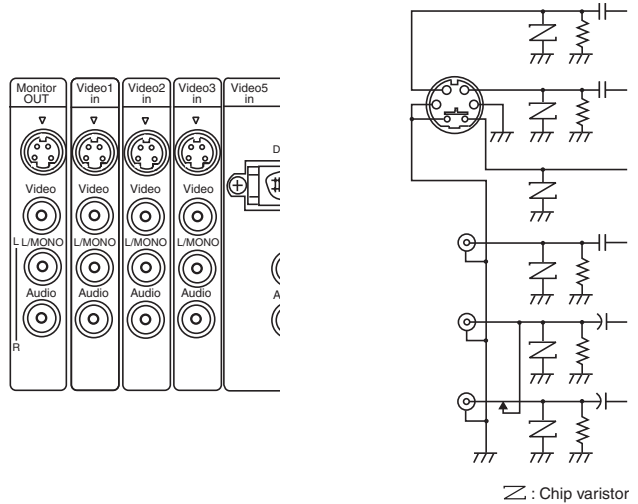 Monitor OUT
Video1 in
Video2 in
Video3 in
Video5 in
D
Video
Video
Video
Video
L L/MONO
L/MONO
L/MONO
L/MONO
Audio
Audio
Audio
Audio
A
R
: Chip varistor